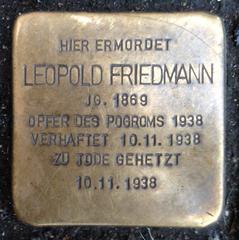 HIER ERMORDET
LEOPOLD FRIEDMANN
JG. 1869
OPFER DES POGROMS 1938
VERHAFTET 10.11. 1938
ZU TODE GEHETZT
10.11. 1938